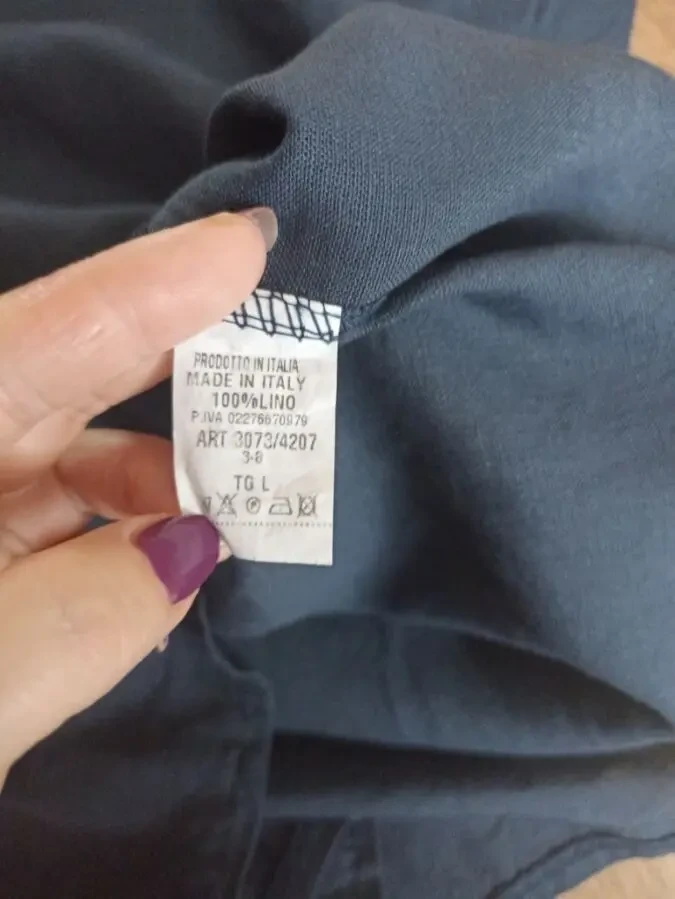 PRODOTTO IN ITALIA
MADE IN ITALY
100%LINO
P.IVA 02276670979
ART 3073/4207
3-8
TG L